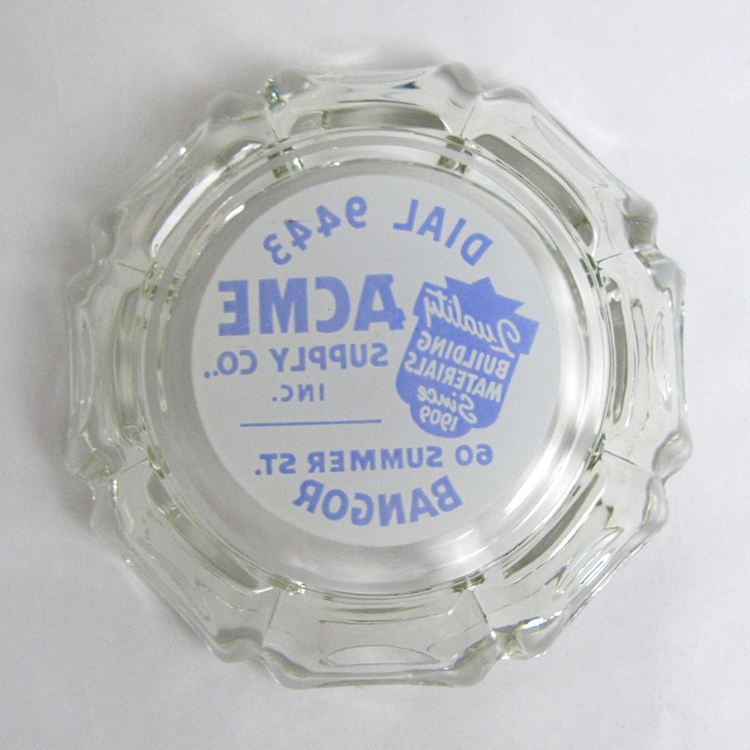 DIAL 9443
Quality
BUILDING
MATERIALS
Since
1909
ACME
SUPPLY CO.,
INC.
60 SUMMER ST.
BANGOR